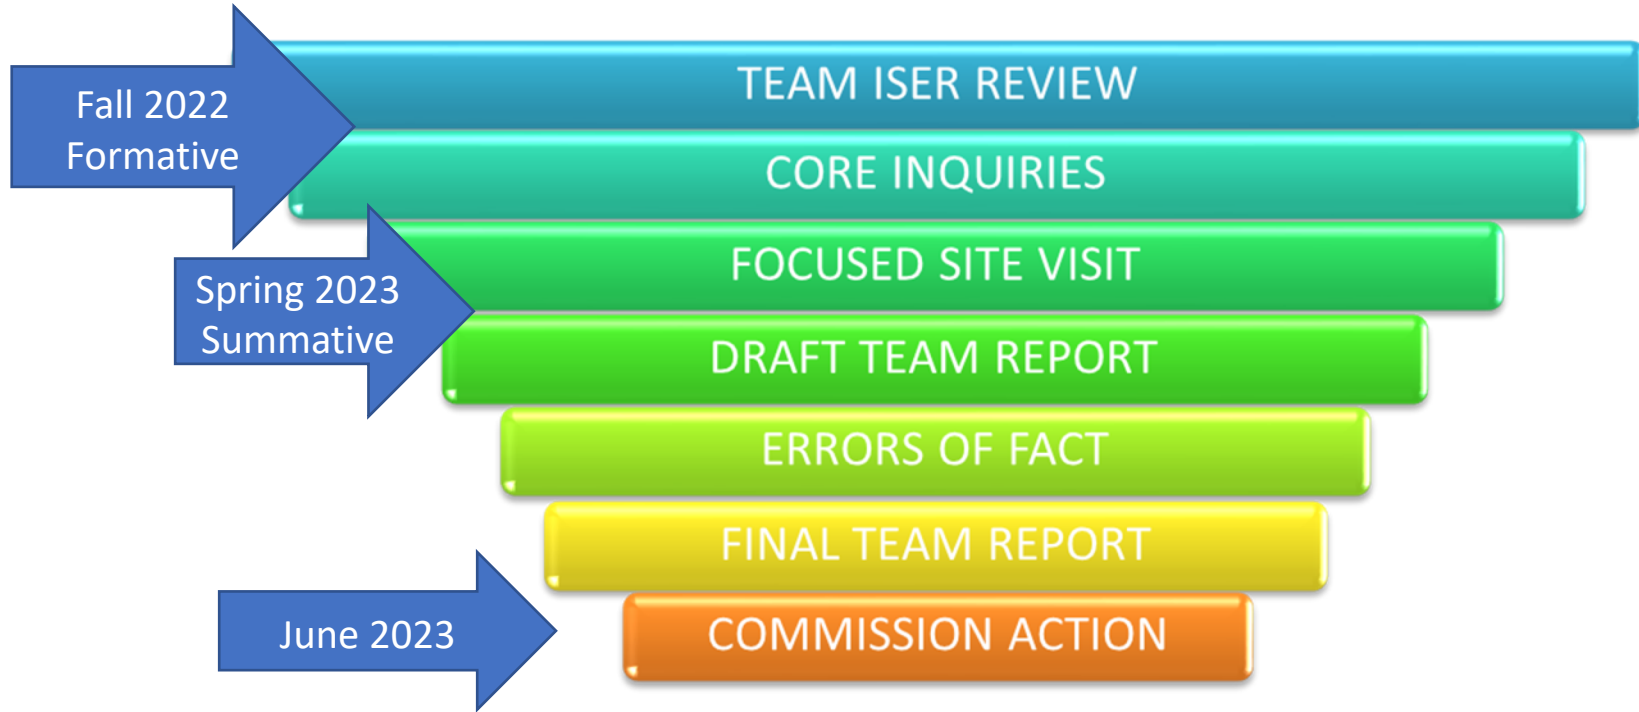 Fall 2022
Formative
TEAM ISER REVIEW
CORE INQUIRIES
Spring 2023
Summative
FOCUSED SITE VISIT
DRAFT TEAM REPORT
ERRORS OF FACT
FINAL TEAM REPORT
June 2023
COMMISSION ACTION